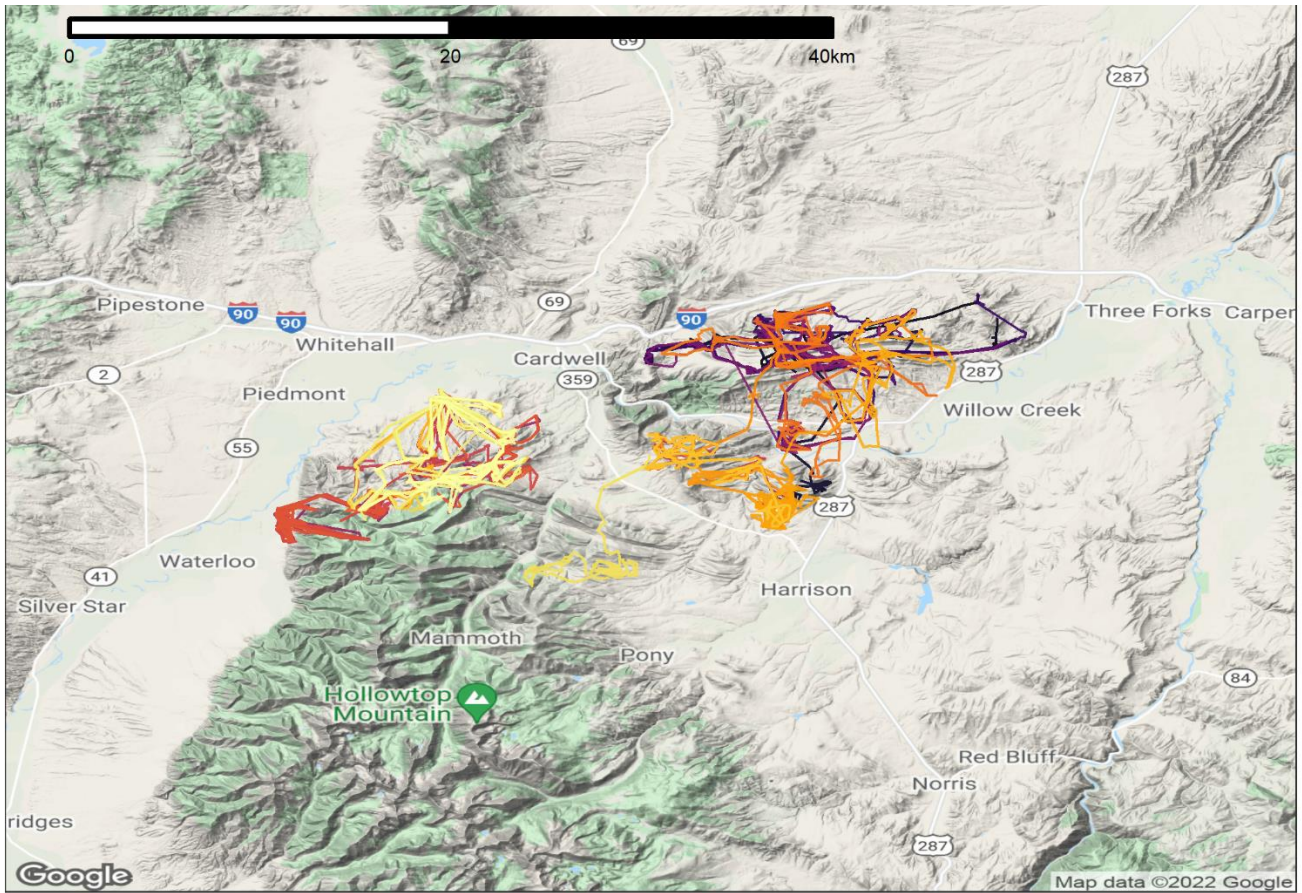 0
20
40km
69
287
Pipestone
90
90
69
90
Three Forks
Carper
Whitehall
Cardwell
2
359
287
Piedmont
Willow Creek
55
287
Waterloo
41
Harrison
Silver Star
Mammoth
Pony
84
Hollowtop
Mountain
Red Bluff
Norris
ridges
287
Google
Map data ©2022 Google